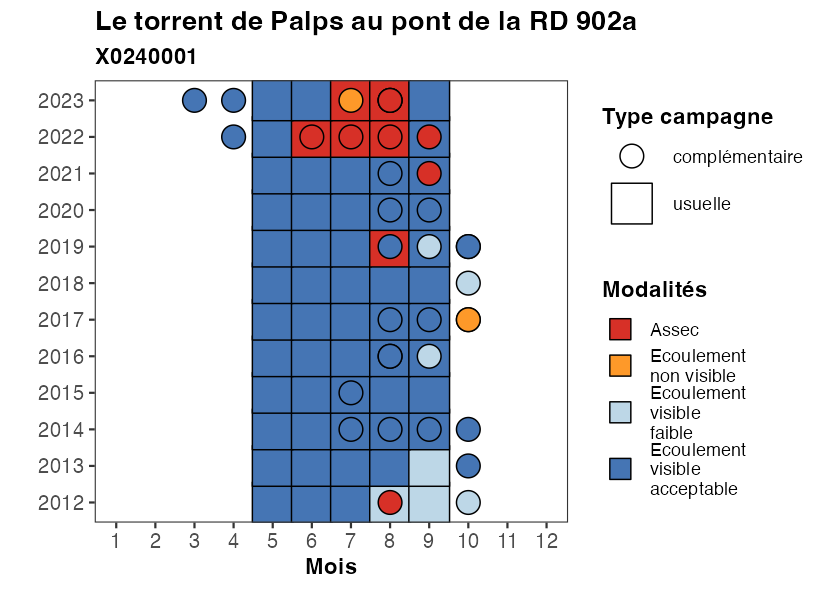 Le torrent de Palps au pont de la RD 902a
X0240001
2023
2022
2021
2020
2019
2018
2017
2016
2015
2014
2013
2012
1 2 3 4 5 6 7 8 9 10 11 12
Mois
Type campagne
complémentaire
usuelle
Modalités
Assec
Ecoulement
non visible
Ecoulement
visible
faible
Ecoulement
visible
acceptable